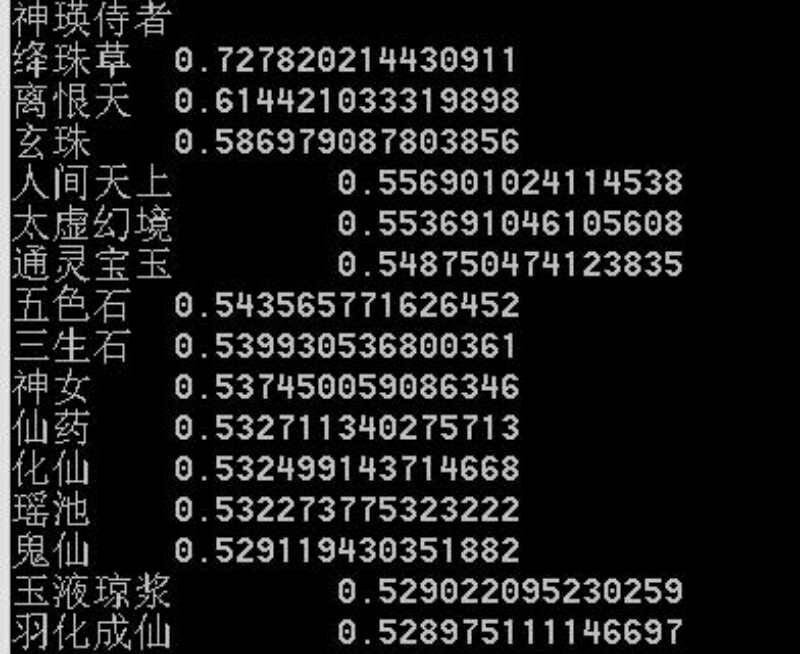 神瑛侍者
绛珠草 0.727820214430911
离恨天 0.614421033319898
玄珠 0.586979087803856
人间天上 0.556901024114538
太虚幻境 0.553691046105608
通灵宝玉 0.548750474123835
五色石 0.543565771626452
三生石 0.539930536800361
神女 0.537450059086346
仙药 0.532711340275713
化仙 0.532499143714668
瑶池 0.532273775323222
鬼仙 0.529119430351882
玉液琼浆 0.529022095230259
羽化成仙 0.528975111146697